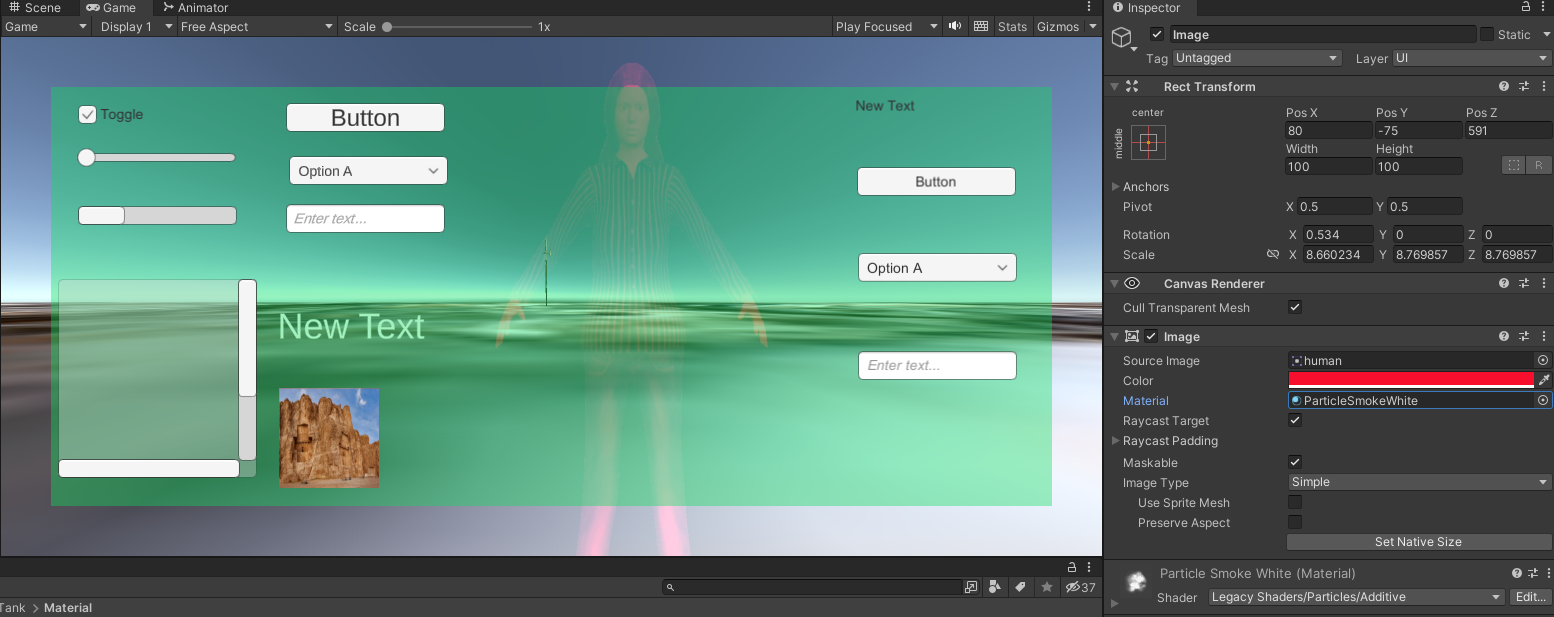 Scene Game Animator
Game Display 1 Free Aspect Scale 1x Play Focused Stats Gizmos
Toggle
Button
Option A
Enter text...
New Text
New Text
Button
Option A
Enter text...
37
Tank > Material
Inspector
Image Static
Tag Untagged Layer UI
Rect Transform
center
middle
Pos X Pos Y Pos Z
80 -75 591
Width Height
100 100
R
Anchors
Pivot X 0.5 Y 0.5
Rotation X 0.534 Y 0 Z 0
Scale X 8.660234 Y 8.769857 Z 8.769857
Canvas Renderer
Cull Transparent Mesh
Image
Source Image human
Color
Material ParticleSmokeWhite
Raycast Target
Raycast Padding
Maskable
Image Type Simple
Use Sprite Mesh
Preserve Aspect
Set Native Size
Particle Smoke White (Material)
Shader Legacy Shaders/Particles/Additive Edit...